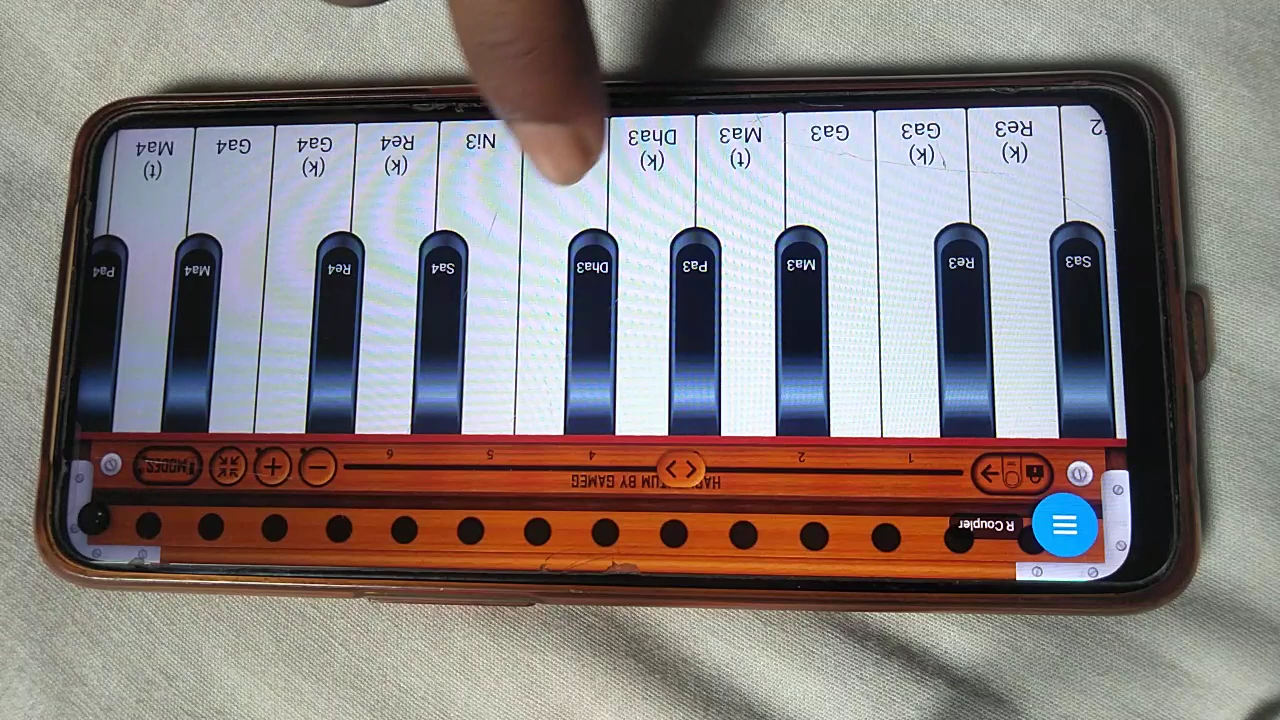 R Coupler
BY GAMEG
1 2 4 5 6 MODES
Sa3 Re3 Ma3 Pa3 Dha3 Sa4 Re4 Ma4 Pa4
(k) (k) (t) (k) (k) (k) (t)
Re3 Ga3 Ga3 Ma3 Dha3 Ni3 Re4 Ga4 Ga4 Ma4